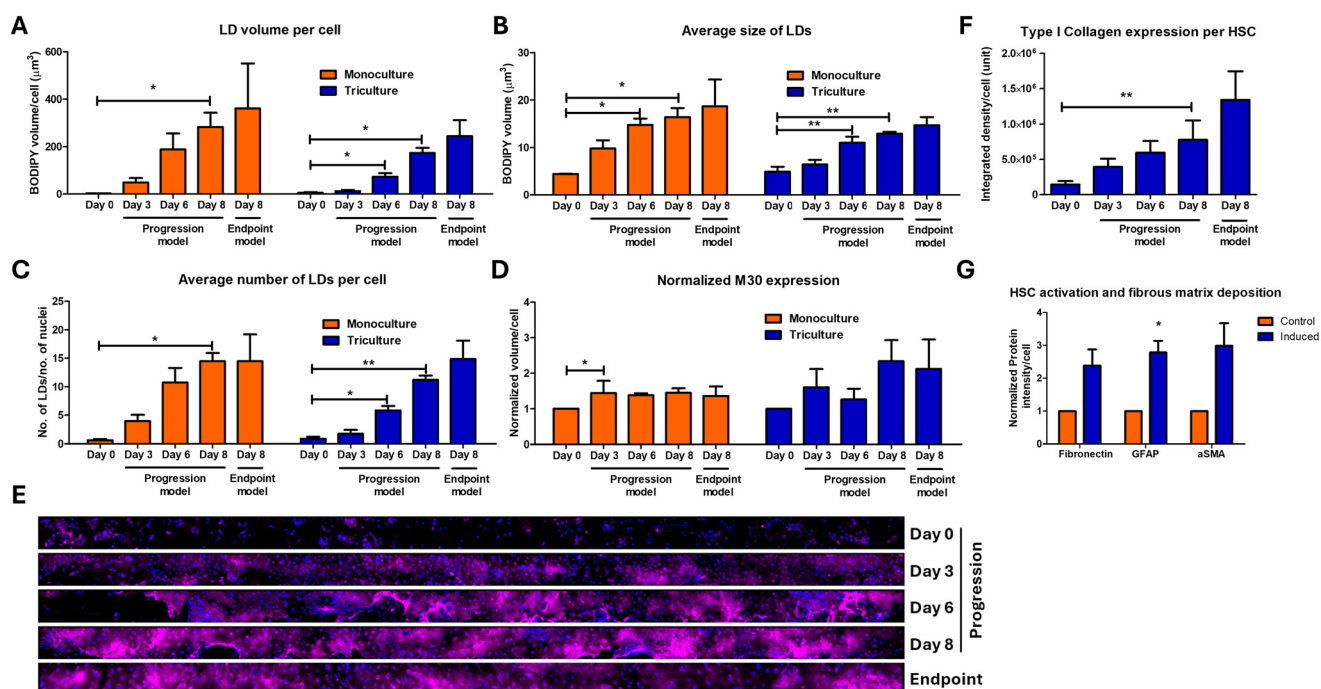 A
LD volume per cell
BODIPY volume/cell (μm³)
600
400
200
0
*
*
*
Monoculture
Triculture
Day 0 Day 3 Day 6 Day 8 Day 8 Day 0 Day 3 Day 6 Day 8 Day 8
Progression model
Endpoint model
Progression model
Endpoint model
B
Average size of LDs
BODIPY volume (μm³)
30
20
10
0
*
*
**
**
Monoculture
Triculture
Day 0 Day 3 Day 6 Day 8 Day 8 Day 0 Day 3 Day 6 Day 8 Day 8
Progression model
Endpoint model
Progression model
Endpoint model
F
Type I Collagen expression per HSC
Integrated density/cell (unit)
2.0×10⁶
1.5×10⁶
1.0×10⁶
5.0×10⁵
0
**
Day 0 Day 3 Day 6 Day 8 Day 8
Progression model
Endpoint model
C
Average number of LDs per cell
No. of LDs/no. of nuclei
25
20
15
10
5
0
*
**
*
Monoculture
Triculture
Day 0 Day 3 Day 6 Day 8 Day 8 Day 0 Day 3 Day 6 Day 8 Day 8
Progression model
Endpoint model
Progression model
Endpoint model
D
Normalized M30 expression
Normalized volume/cell
4
3
2
1
0
*
Monoculture
Triculture
Day 0 Day 3 Day 6 Day 8 Day 8 Day 0 Day 3 Day 6 Day 8 Day 8
Progression model
Endpoint model
Progression model
Endpoint model
G
HSC activation and fibrous matrix deposition
Normalized Protein intensity/cell
4
3
2
1
0
*
Control
Induced
Fibronectin GFAP aSMA
E
Day 0
Day 3
Day 6
Day 8
Endpoint
Progression